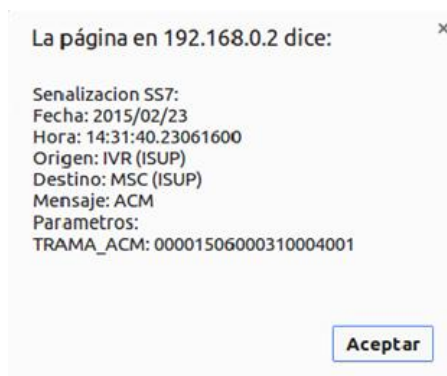 La página en 192.168.0.2 dice:
Senalizacion SS7:
Fecha: 2015/02/23
Hora: 14:31:40.23061600
Origen: IVR (ISUP)
Destino: MSC (ISUP)
Mensaje: ACM
Parametros:
TRAMA_ACM: 00001506000310004001
Aceptar